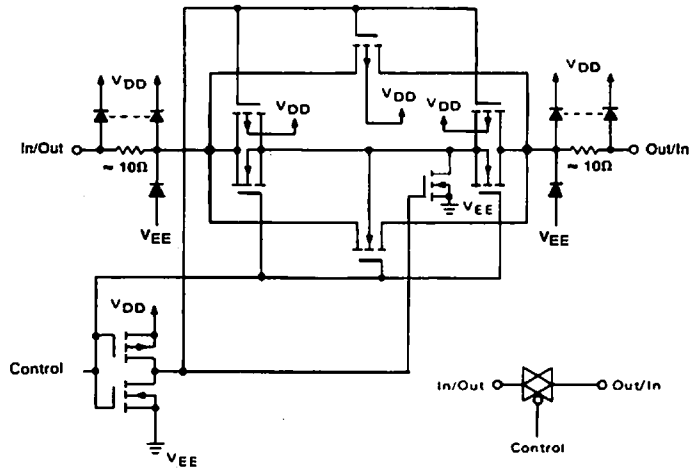 VDD
VDD
VDD
VDD
VDD
In/Out
≈ 10Ω
≈ 10Ω
Out/In
VEE
VEE
VEE
VDD
Control
In/Out
Out/In
VEE
Control